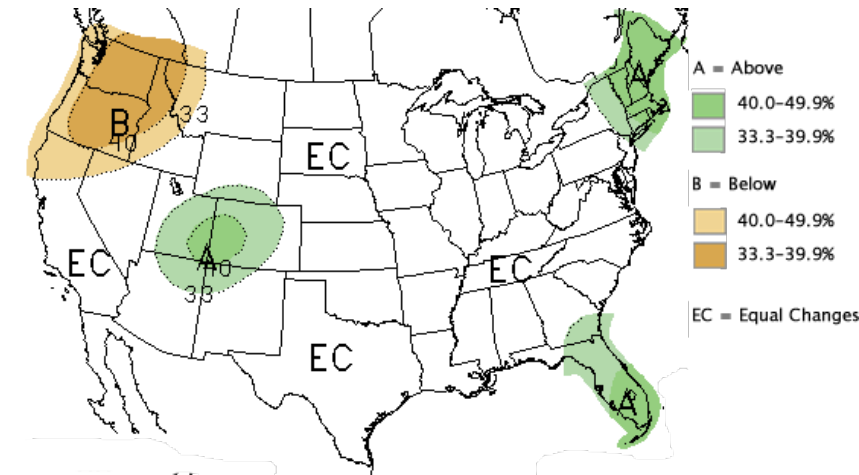 A
A = Above
40.0-49.9%
33.3-39.9%
33
B
40
EC
B = Below
40.0-49.9%
33.3-39.9%
A
40
33
EC
EC
EC = Equal Changes
EC
A